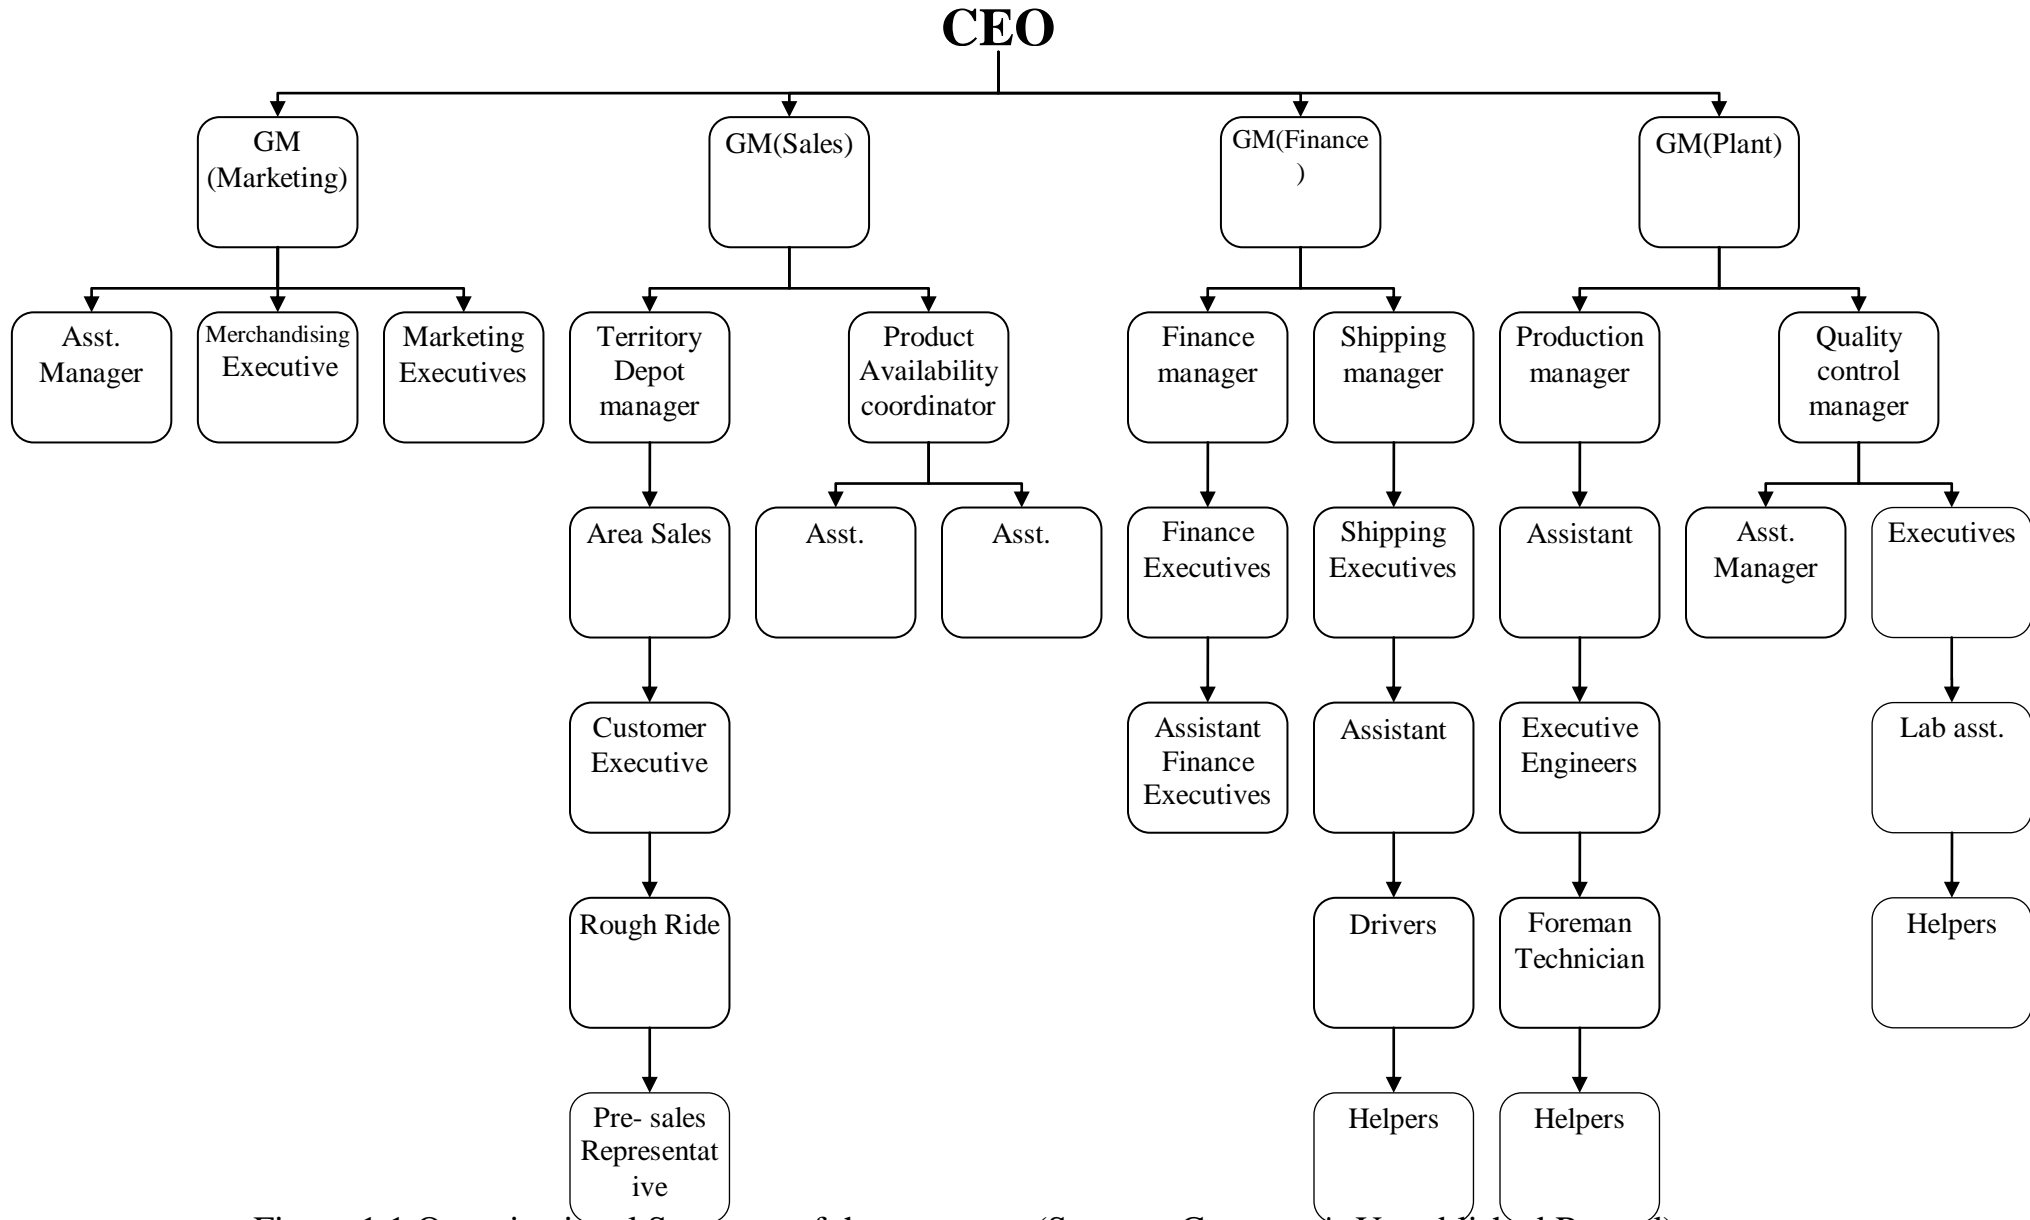 CEO
GM
(Marketing)
GM(Sales)
GM(Finance
)
GM(Plant)
Asst.
Manager
Merchandising
Executive
Marketing
Executives
Territory
Depot
manager
Product
Availability
coordinator
Finance
manager
Shipping
manager
Production
manager
Quality
control
manager
Area Sales
Asst.
Asst.
Finance
Executives
Shipping
Executives
Assistant
Asst.
Manager
Executives
Customer
Executive
Assistant
Finance
Executives
Assistant
Executive
Engineers
Lab asst.
Rough Ride
Drivers
Foreman
Technician
Helpers
Pre- sales
Representat
ive
Helpers
Helpers